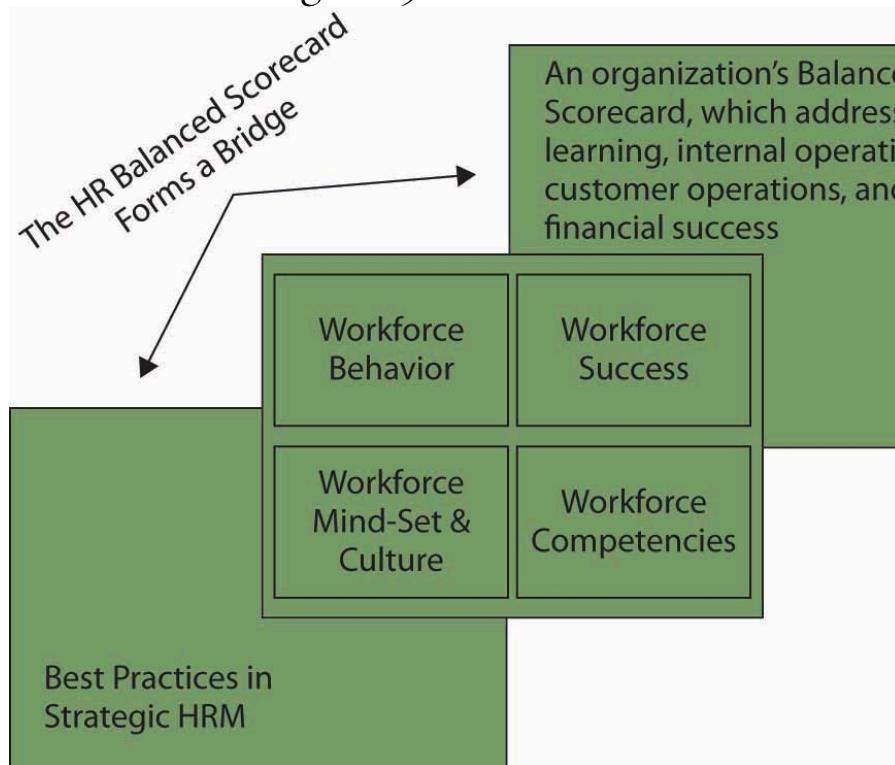 The HR Balanced Scorecard
Forms a Bridge
An organization's Balance
Scorecard, which address
learning, internal operati
customer operations, and
financial success
Workforce
Behavior
Workforce
Success
Workforce
Mind-Set &
Culture
Workforce
Competencies
Best Practices in
Strategic HRM